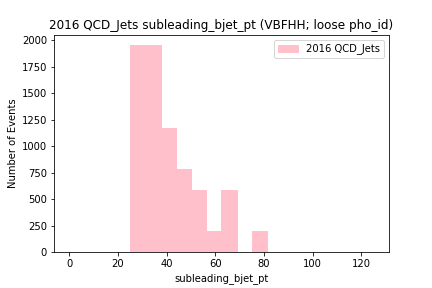 2016 QCD_Jets subleading_bjet_pt (VBFHH; loose pho_id)
2016 QCD_Jets
2000
1750
1500
1250
1000
750
500
250
0
Number of Events
0 20 40 60 80 100 120
subleading_bjet_pt